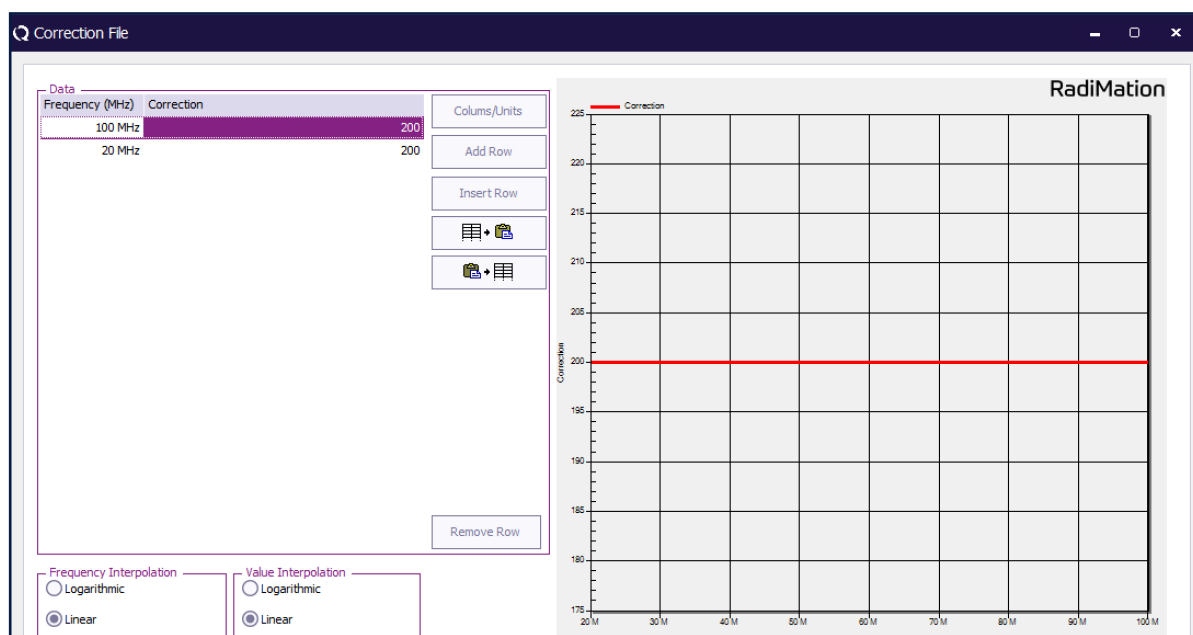 Correction File
RadiMation
Data
Frequency (MHz) Correction
100 MHz 200
20 MHz 200
Colums/Units
Add Row
Insert Row
Remove Row
Frequency Interpolation
Logarithmic
Linear
Value Interpolation
Logarithmic
Linear
Correction
225
220
215
210
205
200
195
190
185
180
175
Correction
20 M 30 M 40 M 50 M 60 M 70 M 80 M 90 M 100 M